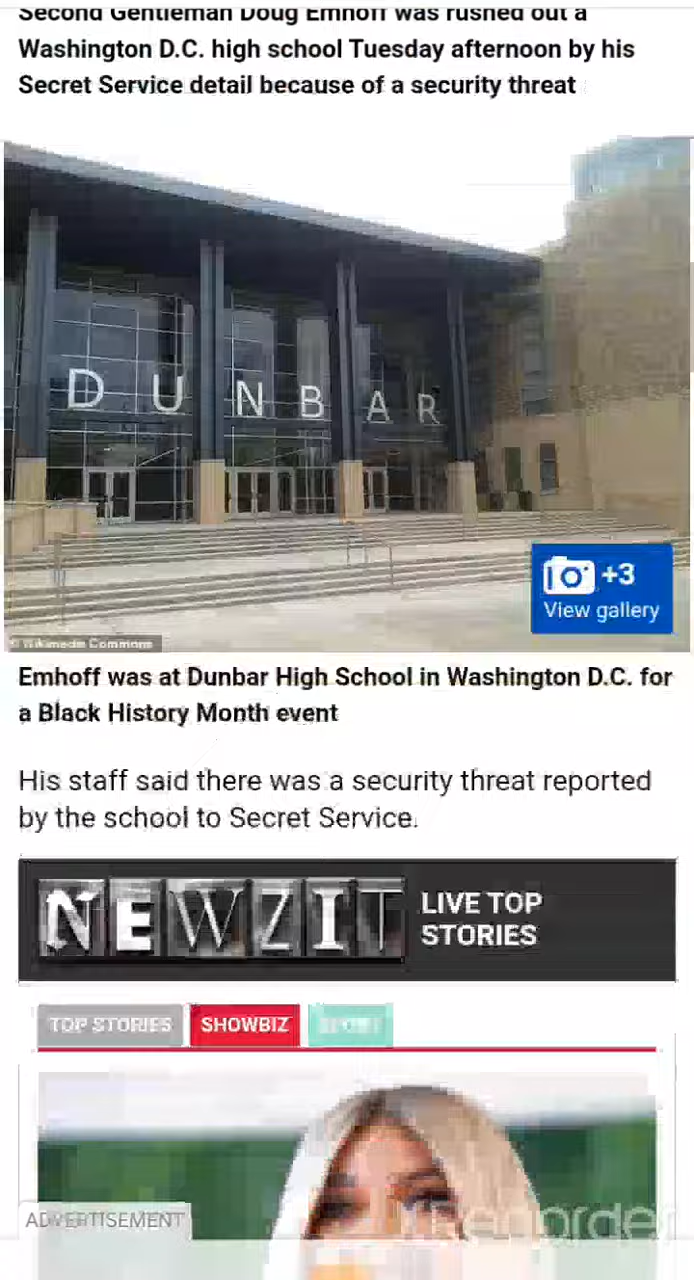 Second Gentleman Doug Emhoff was rushed out a
Washington D.C. high school Tuesday afternoon by his
Secret Service detail because of a security threat
DUNBAR
+3
View gallery
© Wikimedia Commons
Emhoff was at Dunbar High School in Washington D.C. for
a Black History Month event
His staff said there was a security threat reported
by the school to Secret Service.
NEWZIT
LIVE TOP
STORIES
TOP STORIES
SHOWBIZ
SPORT
ADVERTISEMENT